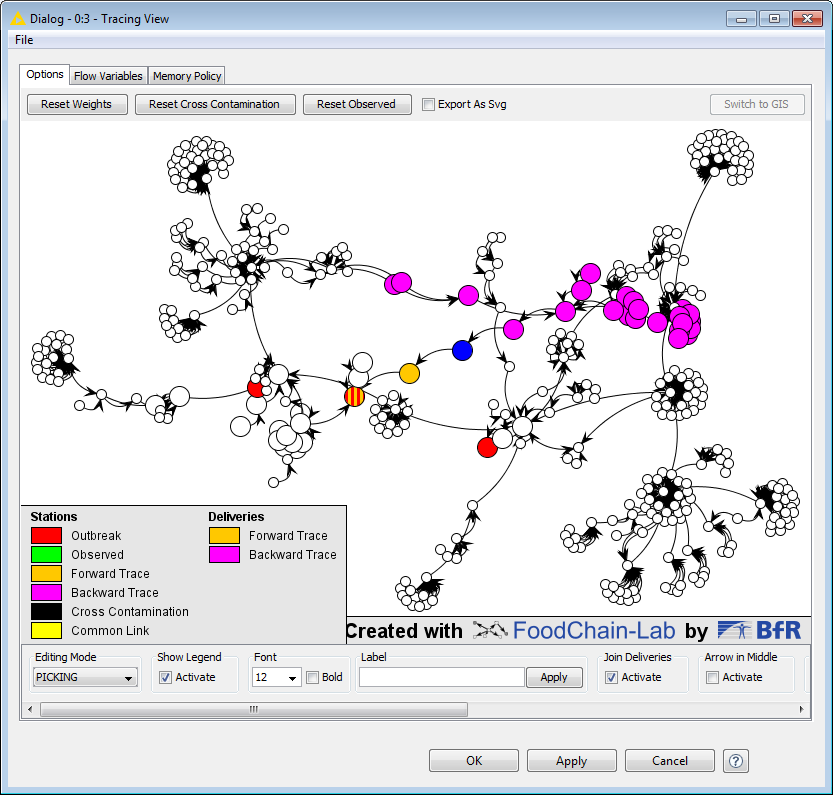 Dialog - 0:3 - Tracing View
File
Options Flow Variables Memory Policy
Reset Weights Reset Cross Contamination Reset Observed Export As Svg Switch to GIS
Stations Deliveries
Outbreak Forward Trace
Observed Backward Trace
Forward Trace
Backward Trace
Cross Contamination
Common Link
Created with FoodChain-Lab by BfR
Editing Mode Show Legend Font Label Join Deliveries Arrow in Middle
PICKING Activate 12 Bold Apply Activate Activate
OK Apply Cancel ?